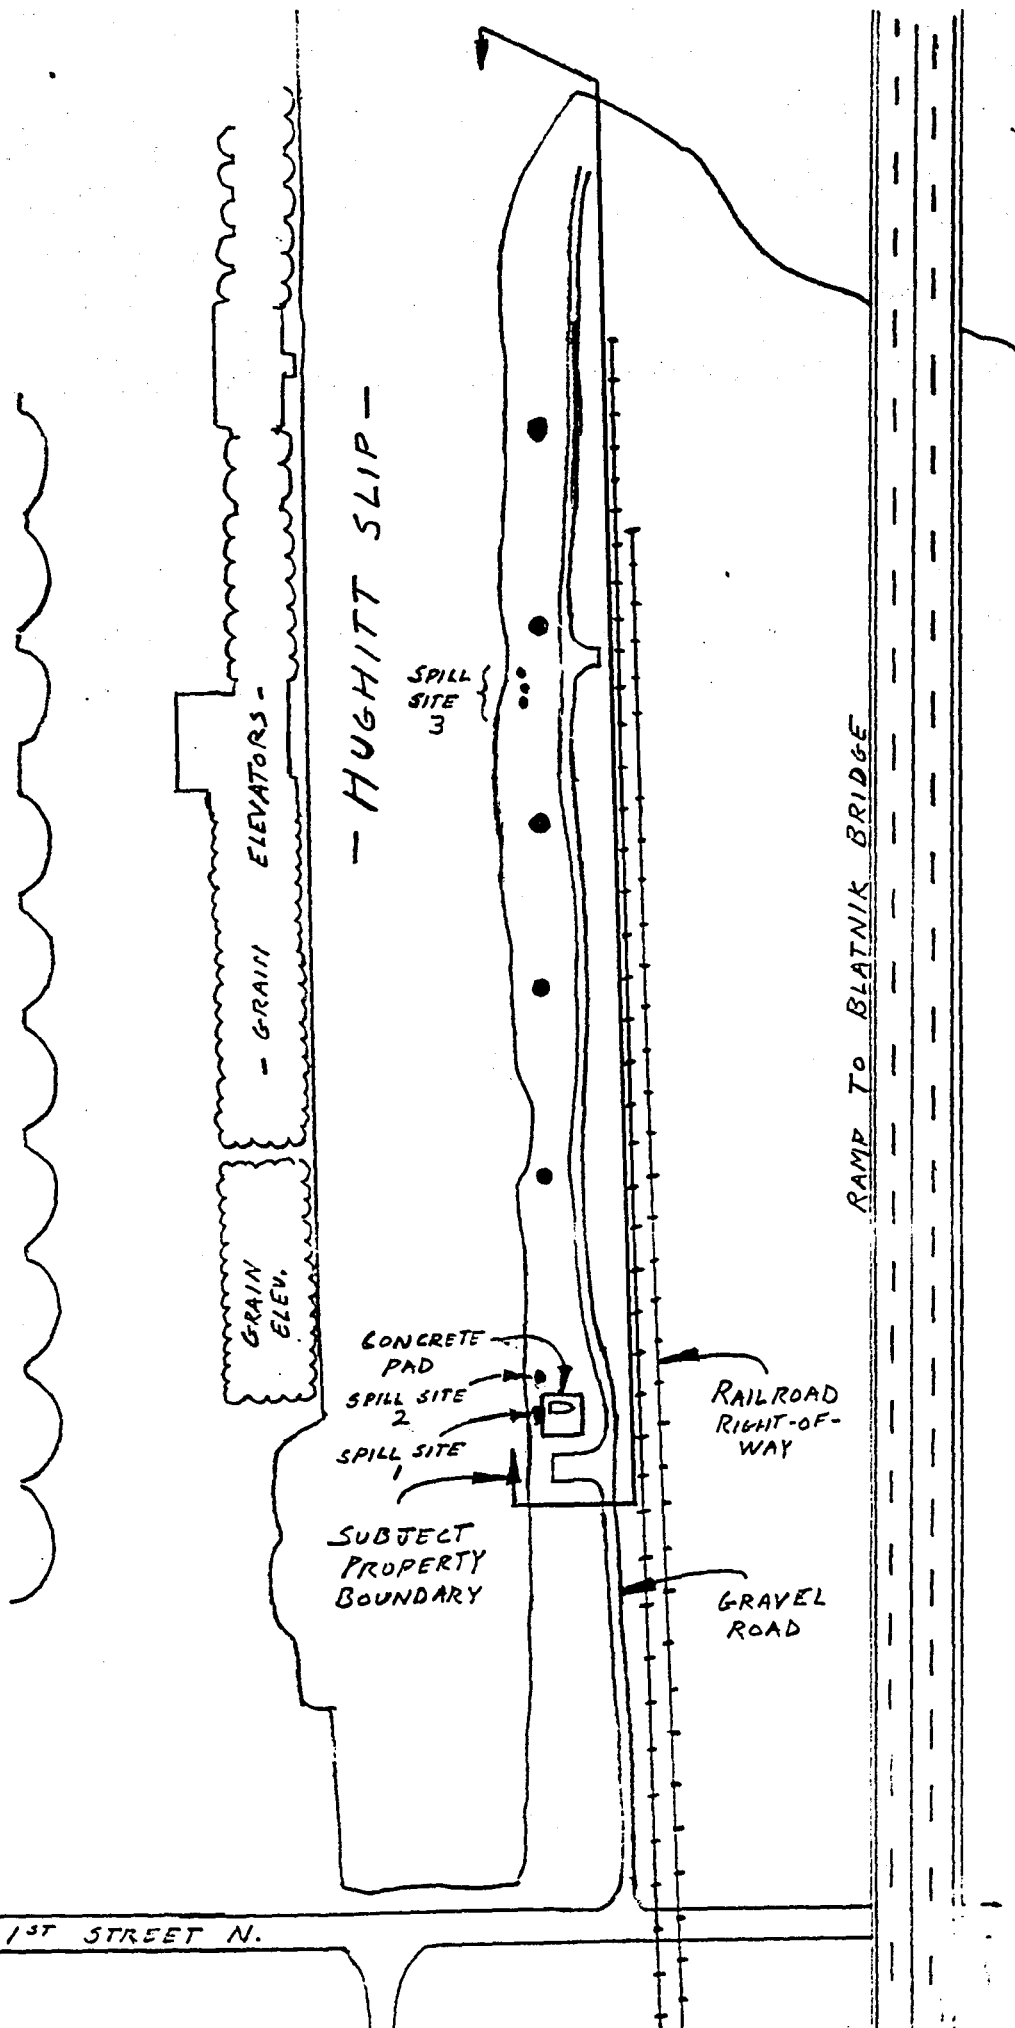 - HUGHITT SLIP -
SPILL
SITE
3
- GRAIN ELEVATORS -
RAMP TO BLATNIK BRIDGE
GRAIN
ELEV.
CONCRETE
PAD
SPILL SITE
2
SPILL SITE
1
RAILROAD
RIGHT-OF-
WAY
SUBJECT
PROPERTY
BOUNDARY
GRAVEL
ROAD
1ST STREET N.